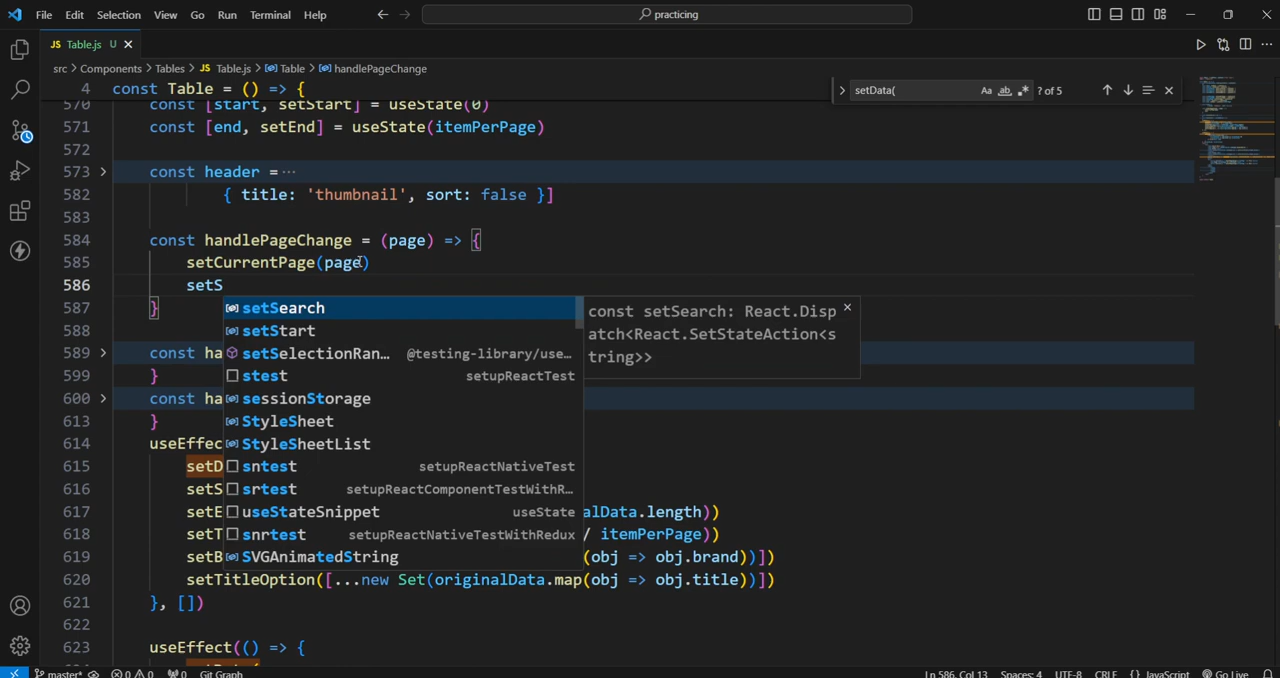 File Edit Selection View Go Run Terminal Help practicing
JS Table.js U
src > Components > Tables > JS Table.js > Table > handlePageChange
setData( Aa ab .* ? of 5
4 const Table = () => {
570 const [start, setStart] = useState(0)
571 const [end, setEnd] = useState(itemPerPage)
572
573 const header = ...
582 { title: 'thumbnail', sort: false }]
583
584 const handlePageChange = (page) => {
585 setCurrentPage(page)
586 setS
587 }
588
589 const ha
599 }
600 const ha
613 }
614 useEffec
615 setD
616 setS
617 setE alData.length))
618 setT / itemPerPage))
619 setB (obj => obj.brand))])
620 setTitleOption([...new Set(originalData.map(obj => obj.title))])
621 }, [])
622
623 useEffect(() => {
setSearch
setStart
setSelectionRan... @testing-library/use...
stest setupReactTest
sessionStorage
StyleSheet
StyleSheetList
sntest setupReactNativeTest
srtest setupReactComponentTestWithR...
useStateSnippet useState
snrtest setupReactNativeTestWithRedux
SVGAnimatedString
const setSearch: React.Disp
atch<React.SetStateAction<s
tring>>
master* 0 0 0 Git Graph Ln 586, Col 13 Spaces: 4 UTF-8 CRLF {} JavaScript Go Live